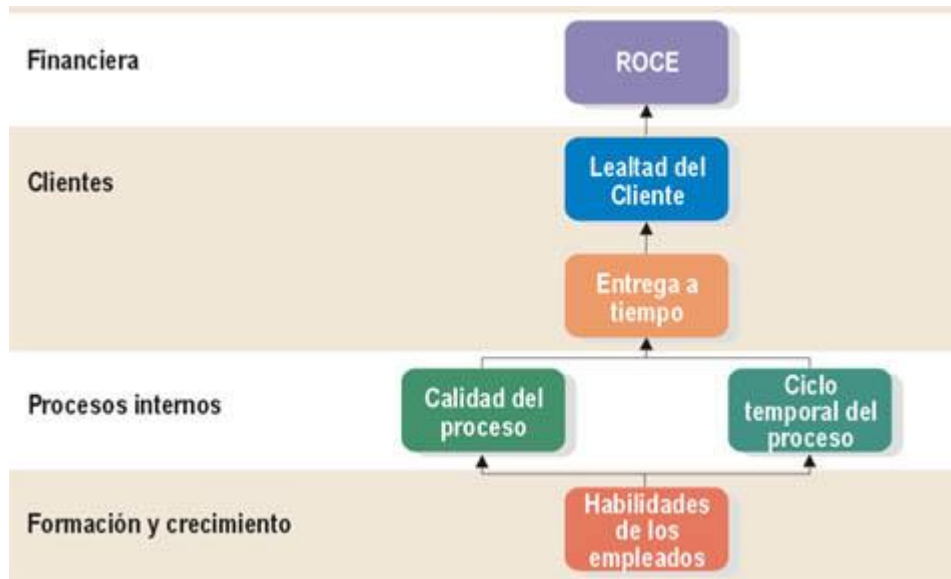 Financiera
ROCE
Clientes
Lealtad del
Cliente
Entrega a
tiempo
Procesos internos
Calidad del
proceso
Ciclo
temporal del
proceso
Formación y crecimiento
Habilidades
de los
empleados